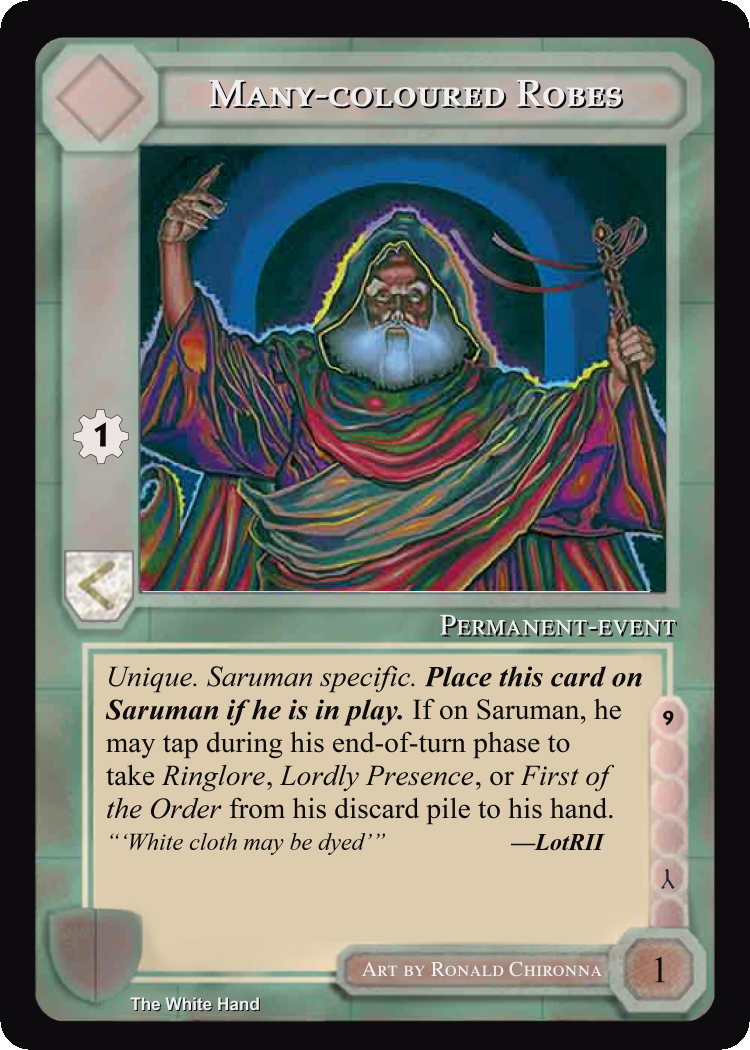 Many-coloured Robes
1
Permanent-event
Unique. Saruman specific. Place this card on
Saruman if he is in play. If on Saruman, he
may tap during his end-of-turn phase to
take Ringlore, Lordly Presence, or First of
the Order from his discard pile to his hand.
“‘White cloth may be dyed’” —LotRII
9
Art by Ronald Chironna
1
The White Hand